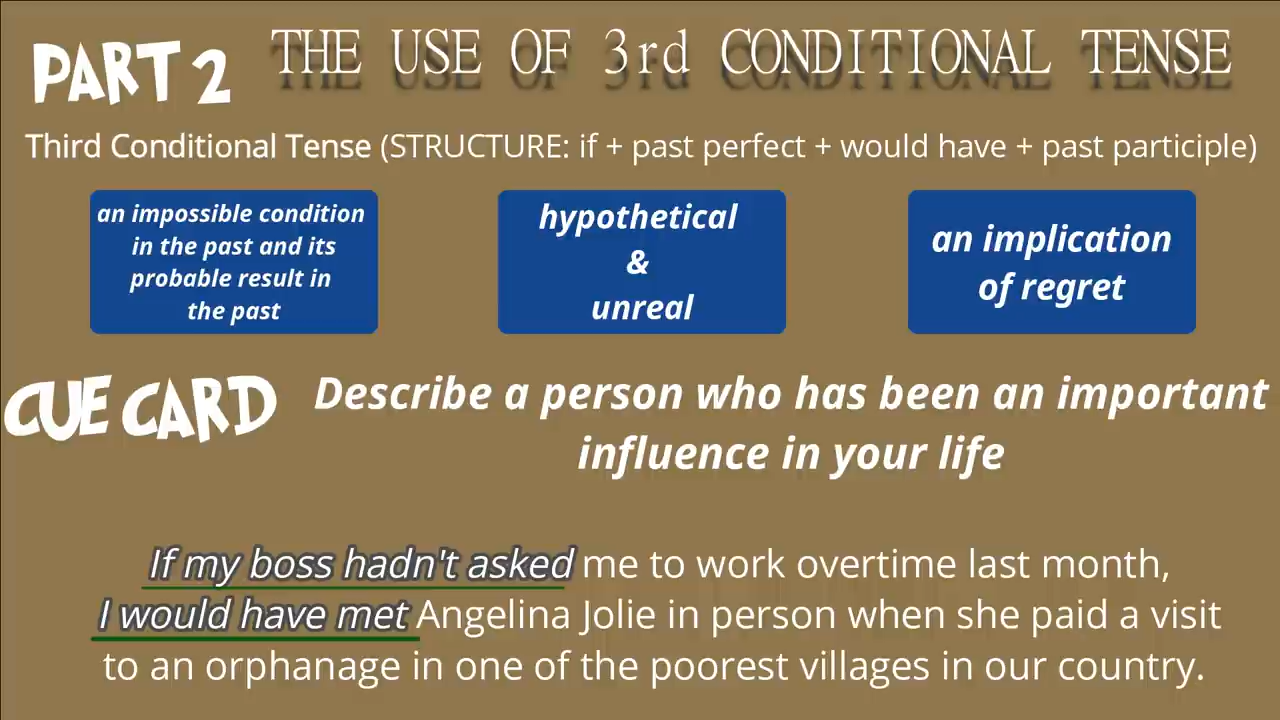 PART 2
THE USE OF 3rd CONDITIONAL TENSE
Third Conditional Tense (STRUCTURE: if + past perfect + would have + past participle)
an impossible condition
in the past and its
probable result in
the past
hypothetical
&
unreal
an implication
of regret
CUE CARD
Describe a person who has been an important
influence in your life
If my boss hadn't asked me to work overtime last month,
I would have met Angelina Jolie in person when she paid a visit
to an orphanage in one of the poorest villages in our country.